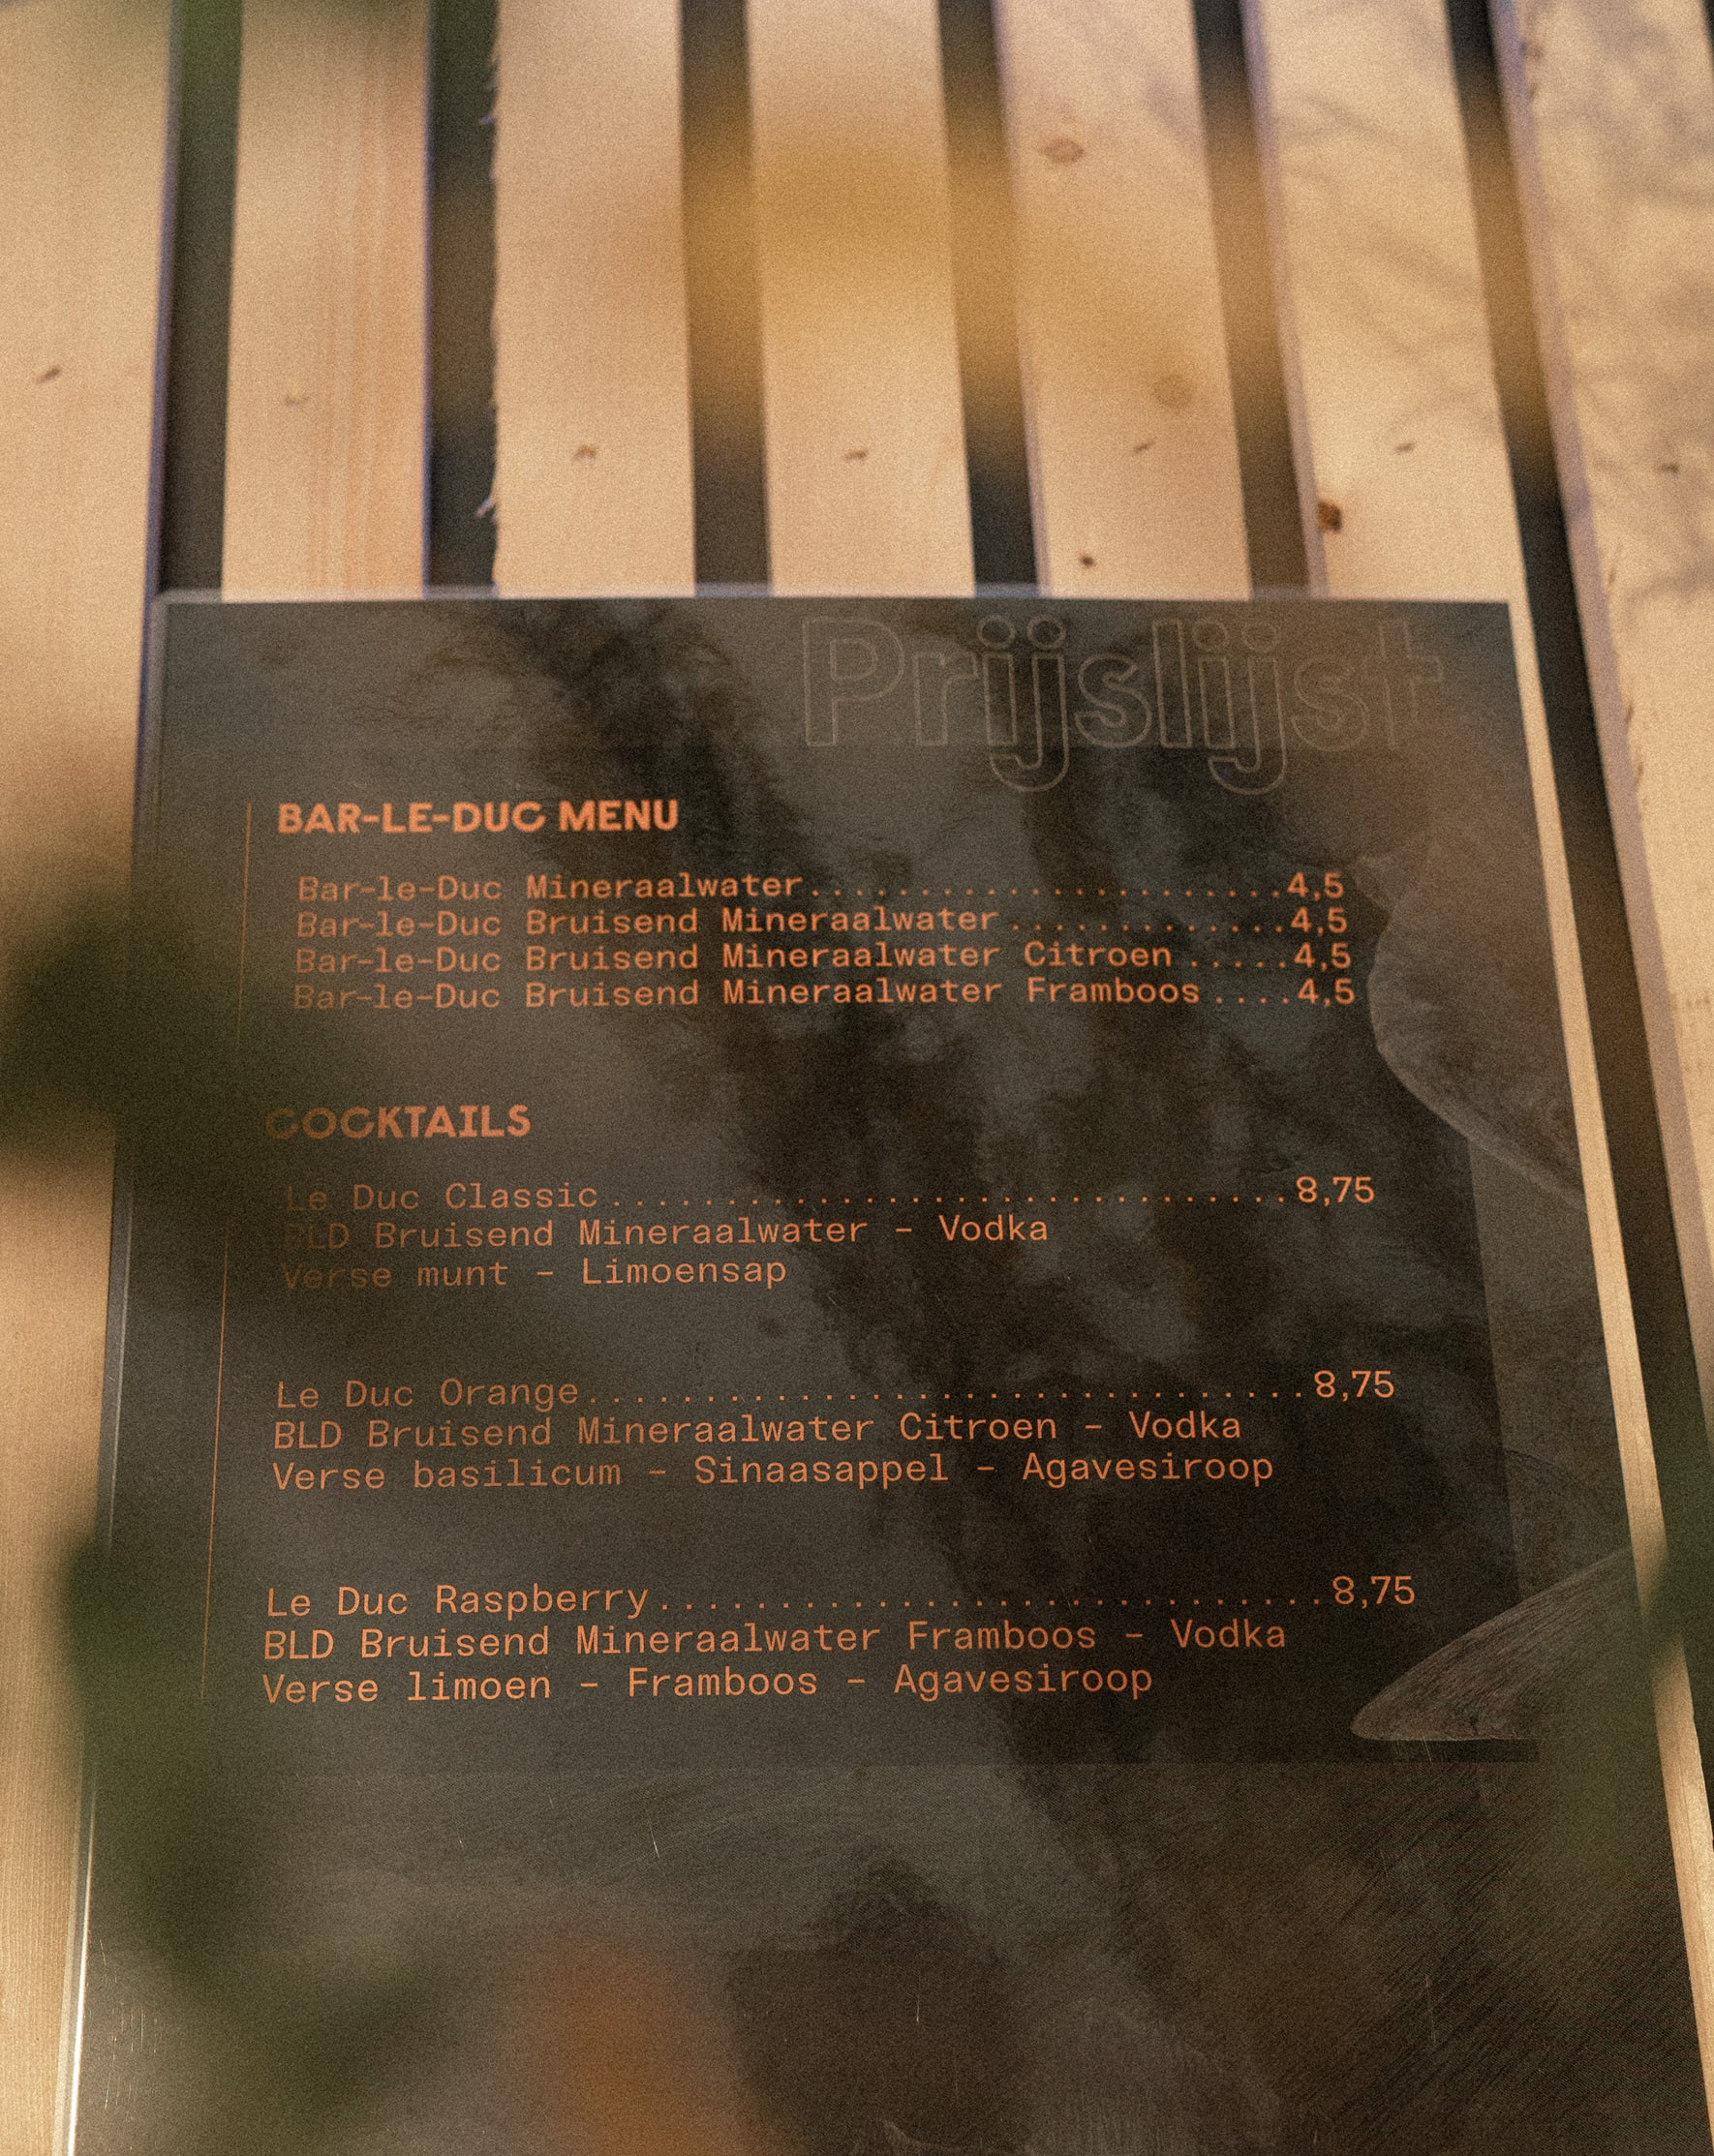 Prijslijst
BAR-LE-DUC MENU
Bar-le-Duc Mineraalwater........................4,5
Bar-le-Duc Bruisend Mineraalwater.............4,5
Bar-le-Duc Bruisend Mineraalwater Citroen.....4,5
Bar-le-Duc Bruisend Mineraalwater Framboos....4,5
COCKTAILS
Le Duc Classic..............................8,75
BLD Bruisend Mineraalwater - Vodka
Verse munt - Limoensap
Le Duc Orange...............................8,75
BLD Bruisend Mineraalwater Citroen - Vodka
Verse basilicum - Sinaasappel - Agavesiroop
Le Duc Raspberry............................8,75
BLD Bruisend Mineraalwater Framboos - Vodka
Verse limoen - Framboos - Agavesiroop